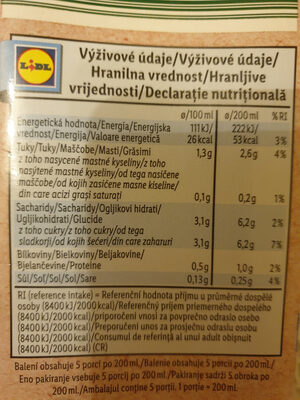 LIDL
Výživové údaje/Výživové údaje/
Hranilna vrednost/Hranljive
vrijednosti/Declarație nutrițională
ø/100 ml ø/200 ml %RI
Energetická hodnota/Energia/Energijska 111 kJ/ 222 kJ/
vrednost/Energija/Valoare energetică 26 kcal 53 kcal 3%
Tuky/Tuky/Maščobe/Masti/Grăsimi 1,3 g 2,6 g 4%
z toho nasycené mastné kyseliny/z toho
nasýtené mastné kyseliny/od tega nasičene
maščobe/od kojih zasićene masne kiseline/
din care acizi grași saturați 0,1 g 0,2 g 1%
Sacharidy/Sacharidy/Ogljikovi hidrati/
Ugljikohidrati/Glucide 3,1 g 6,2 g 2%
z toho cukry/z toho cukry/od tega
sladkorji/od kojih šećeri/din care zaharuri 3,1 g 6,2 g 7%
Bílkoviny/Bielkoviny/Beljakovine/
Bjelančevine/Proteine 0,5 g 1,0 g 2%
Sůl/Soľ/Sol/Sol/Sare 0,13 g 0,25 g 4%
RI (reference intake) = Referenční hodnota příjmu u průměrné dospělé
osoby (8400 kJ/2000 kcal)/Referenčný príjem priemerného dospelého
(8400 kJ/2000 kcal)/priporočeni vnosi za povprečno odraslo osebo
(8400 kJ/2000 kcal)/Preporučeni unos za prosječnu odraslu osobu
(8400 kJ/2000 kcal)/Consumul de referință al unui adult obișnuit
(8400 kJ/2000 kcal) (CR)
Balení obsahuje 5 porcí po 200 ml./Balenie obsahuje 5 porcií po 200 ml./
Eno pakiranje vsebuje 5 porcij po 200 ml./Pakiranje sadrži 5 obroka
po 200 ml./Ambalajul conține 5 porții. 1 porție = 200 ml.